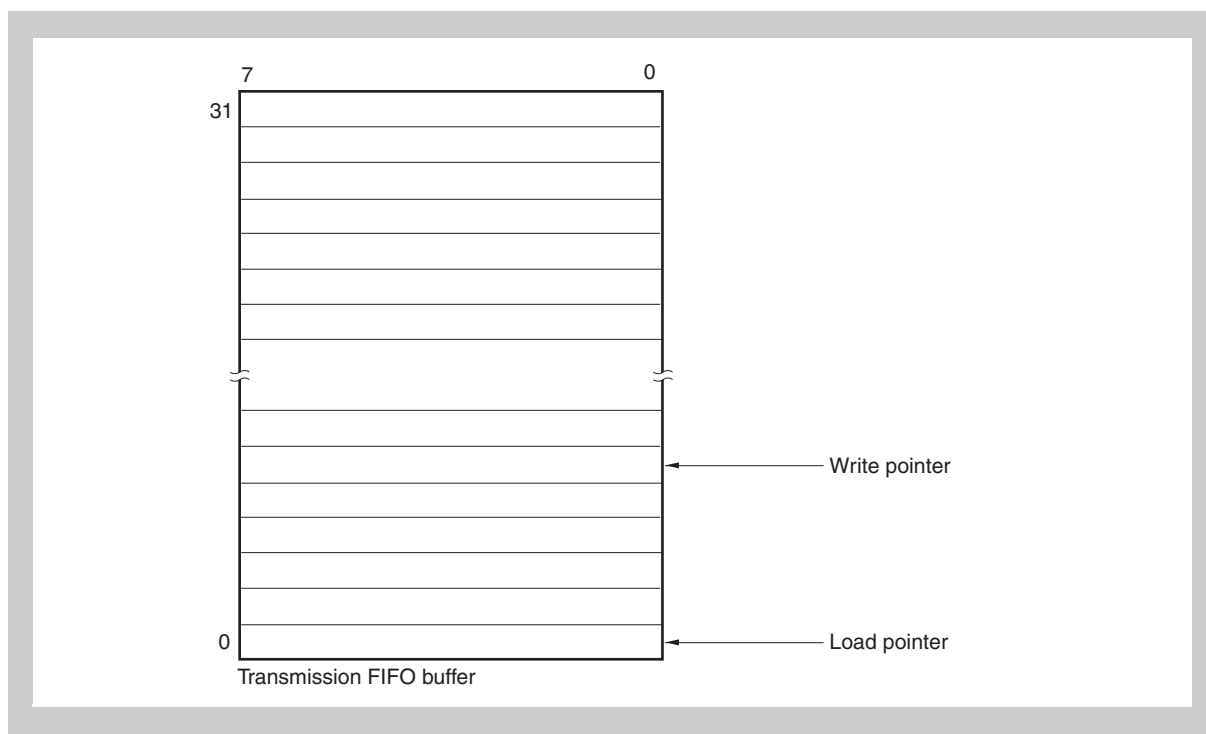 7 0
31
Write pointer
0
Load pointer
Transmission FIFO buffer